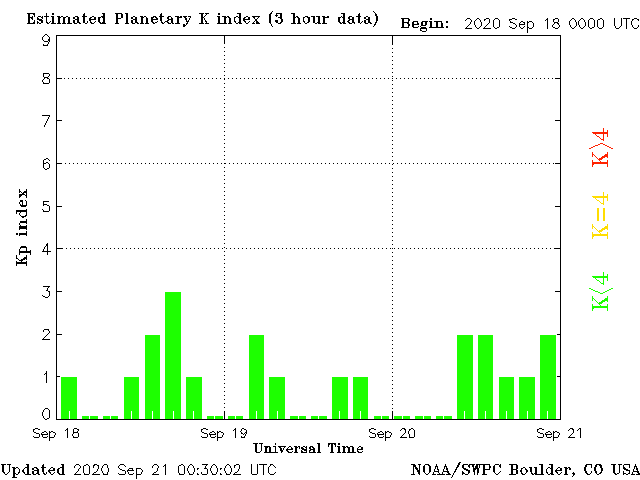 Estimated Planetary K index (3 hour data)
Begin: 2020 Sep 18 0000 UTC
9
8
7
6
5
4
3
2
1
0
Kp index
K>4
K=4
K<4
Sep 18 Sep 19 Sep 20 Sep 21
Universal Time
Updated 2020 Sep 21 00:30:02 UTC
NOAA/SWPC Boulder, CO USA